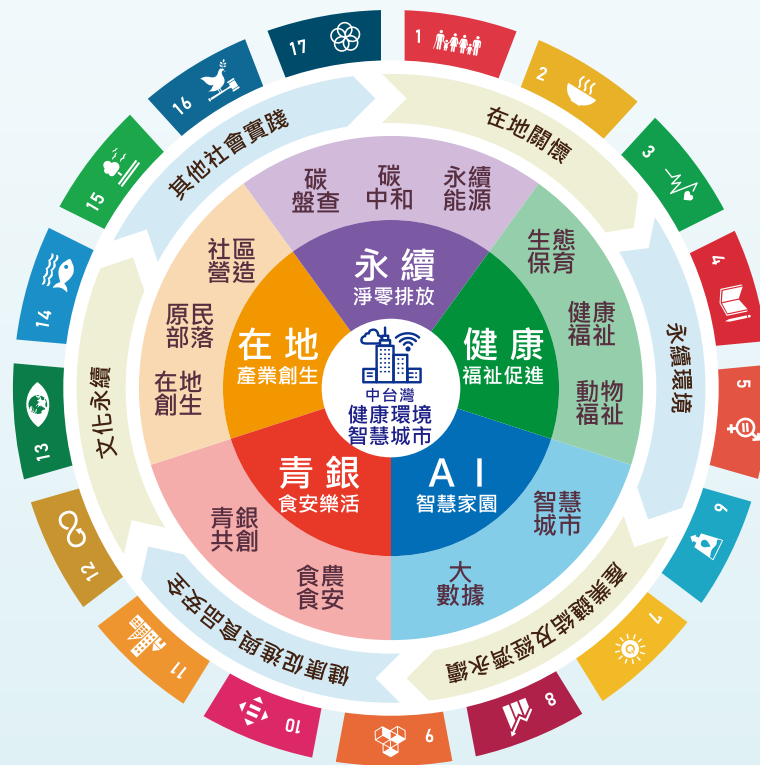 中台灣
健康環境
智慧城市
永續
淨零排放
健康
福祉促進
AI
智慧家園
青銀
食安樂活
在地
產業創生
碳
盤查
碳
中和
永續
能源
生態
保育
健康
福祉
動物
福祉
智慧
城市
大
數據
食農
食安
青銀
共創
在地
創生
原民
部落
社區
營造
在地關懷
永續環境
產業鏈結及經濟永續
健康促進與食品安全
文化永續
其他社會實踐
1
2
3
4
5
6
7
8
9
10
11
12
13
14
15
16
17